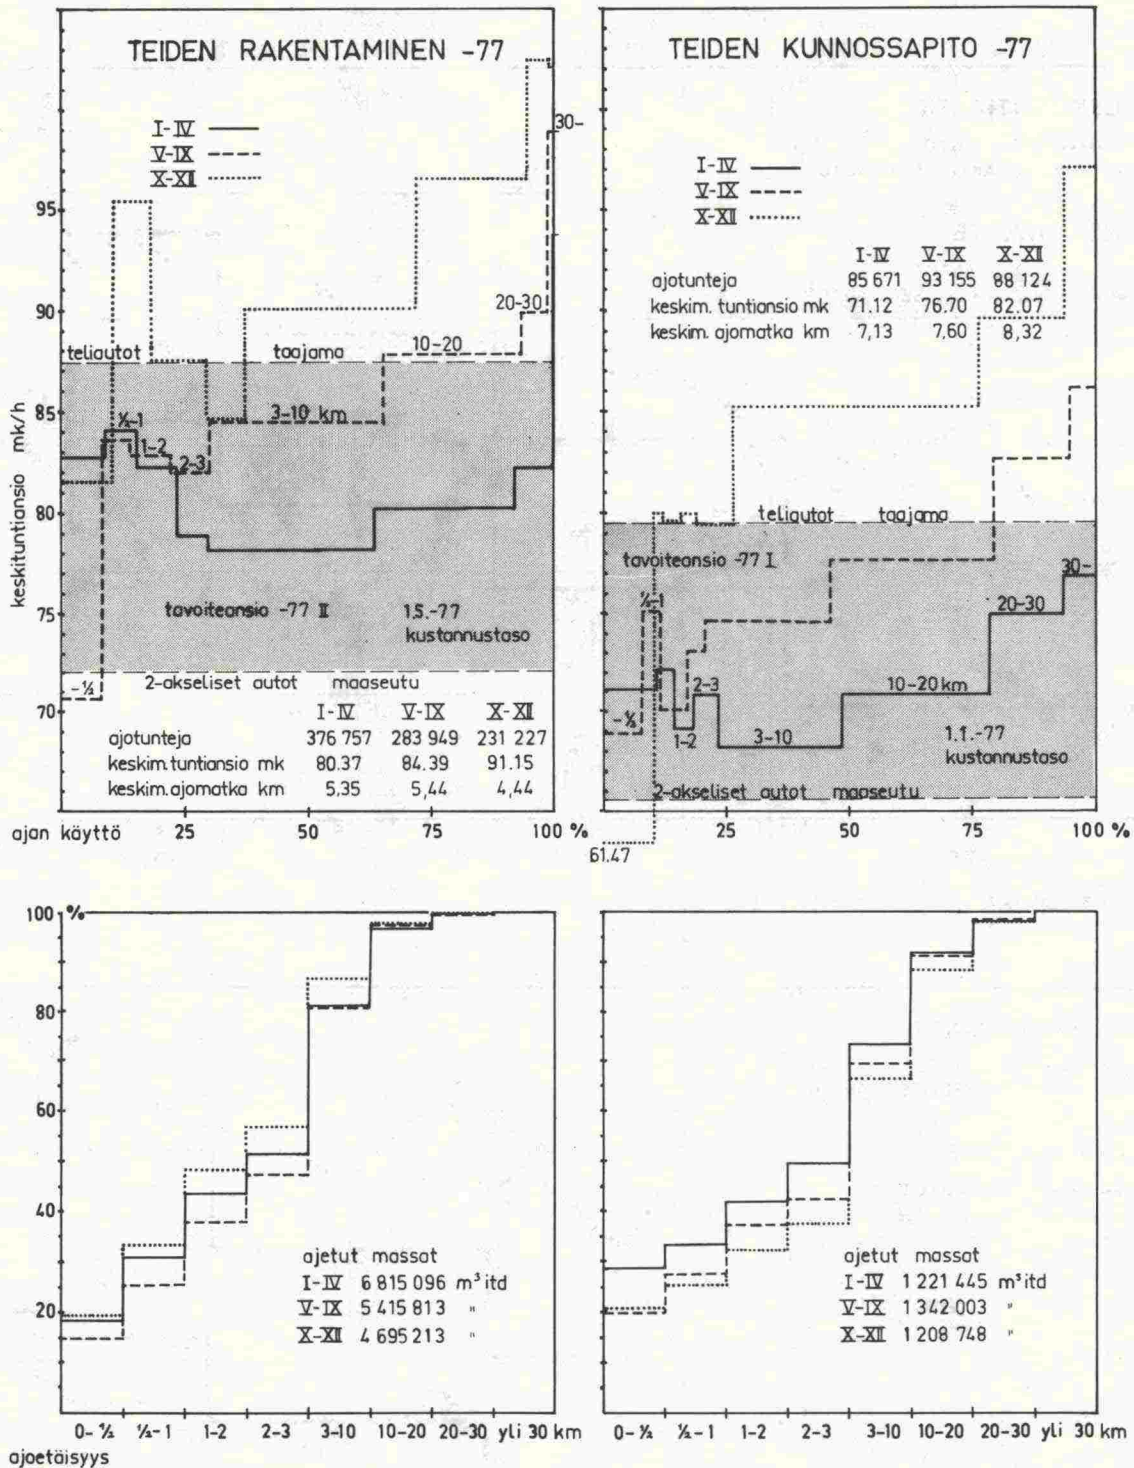 TEIDEN RAKENTAMINEN -77
I-IV
V-IX
X-XII
30-
95
90
85
80
75
70
keskituntiansio mk/h
20-30
10-20
teliautot taajama
½-1
1-2
2-3
3-10 km
tavoiteansio -77 II
1.5.-77
kustannustaso
-½
2-akseliset autot maaseutu
I-IV V-IX X-XII
ajotunteja 376 757 283 949 231 227
keskim.tuntiansio mk 80.37 84.39 91.15
keskim.ajomatka km 5,35 5,44 4,44
ajan käyttö 25 50 75 100 %
TEIDEN KUNNOSSAPITO -77
I-IV
V-IX
X-XII
I-IV V-IX X-XII
ajotunteja 85 671 93 155 88 124
keskim. tuntiansio mk 71.12 76.70 82.07
keskim. ajomatka km 7,13 7,60 8,32
teliautot taajama
tavoiteansio -77 I
30-
½-1
20-30
2-3
10-20 km
-½
1-2
3-10
1.1.-77
kustannustaso
2-akseliset autot maaseutu
25 50 75 100 %
61.47
100 %
80
60
40
20
ajetut massat
I-IV 6 815 096 m³itd
V-IX 5 415 813 "
X-XII 4 695 213 "
0-½ ½-1 1-2 2-3 3-10 10-20 20-30 yli 30 km
ajoetäisyys
ajetut massat
I-IV 1 221 445 m³itd
V-IX 1 342 003 "
X-XII 1 208 748 "
0-½ ½-1 1-2 2-3 3-10 10-20 20-30 yli 30 km